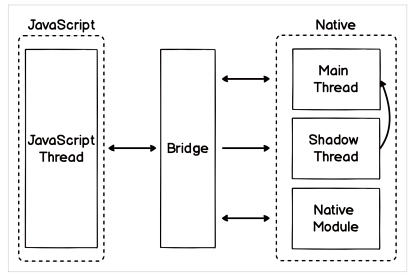 JavaScript
Native
JavaScript
Thread
Bridge
Main
Thread
Shadow
Thread
Native
Module